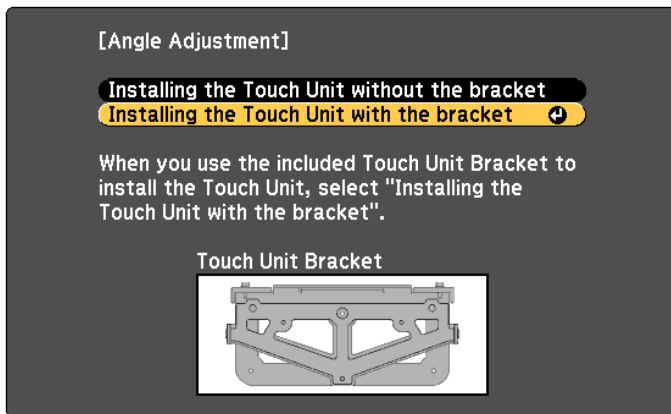 [Angle Adjustment]
Installing the Touch Unit without the bracket
Installing the Touch Unit with the bracket
When you use the included Touch Unit Bracket to
install the Touch Unit, select "Installing the
Touch Unit with the bracket".
Touch Unit Bracket